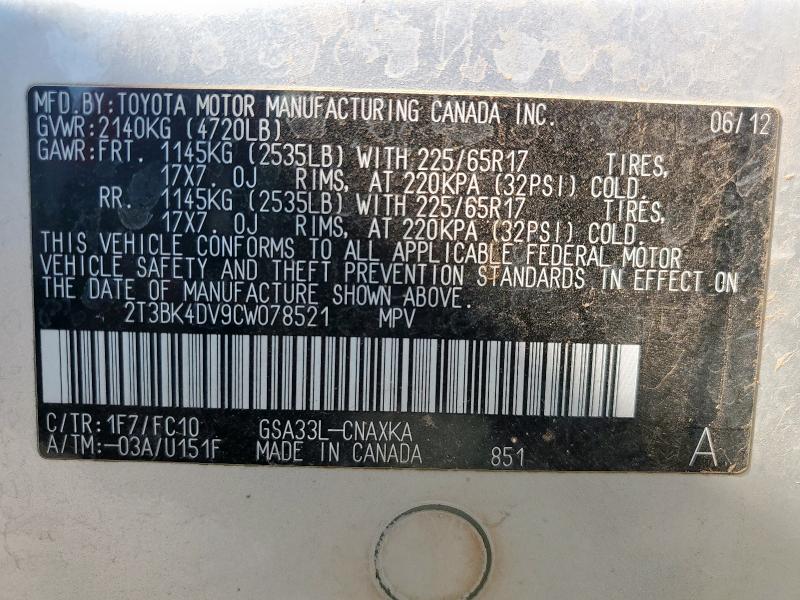 MFD.BY:TOYOTA MOTOR MANUFACTURING CANADA INC. 06/12
GVWR:2140KG (4720LB)
GAWR:FRT. 1145KG (2535LB) WITH 225/65R17 TIRES,
17X7.0J RIMS, AT 220KPA (32PSI) COLD.
RR. 1145KG (2535LB) WITH 225/65R17 TIRES,
17X7.0J RIMS, AT 220KPA (32PSI) COLD.
THIS VEHICLE CONFORMS TO ALL APPLICABLE FEDERAL MOTOR
VEHICLE SAFETY AND THEFT PREVENTION STANDARDS IN EFFECT ON
THE DATE OF MANUFACTURE SHOWN ABOVE.
2T3BK4DV9CW078521 MPV
C/TR:1F7/FC10 GSA33L-CNAXKA
A/TM:-03A/U151F MADE IN CANADA 851 A